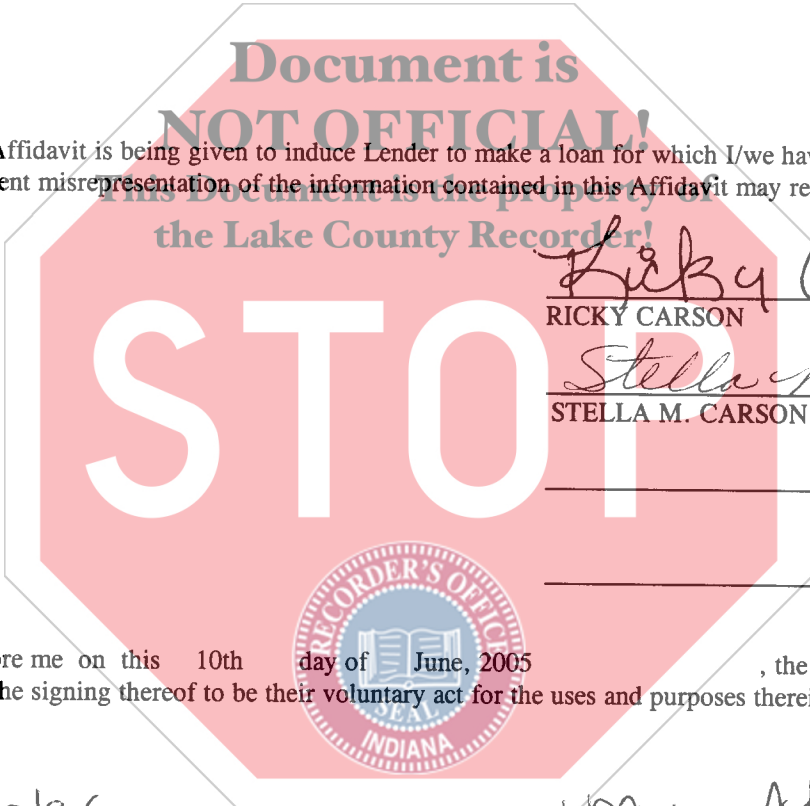 Document is
NOT OFFICIAL!
Affidavit is being given to induce Lender to make a loan for which I/we hav
ent misrepresentation of the information contained in this Affidavit may re
This Document is the property of
the Lake County Recorder!
Ricky C
RICKY CARSON
Stella
STELLA M. CARSON
STOP
RECORDER'S OFFICE
SEAL
INDIANA
re me on this 10th day of June, 2005 , the
he signing thereof to be their voluntary act for the uses and purposes therei